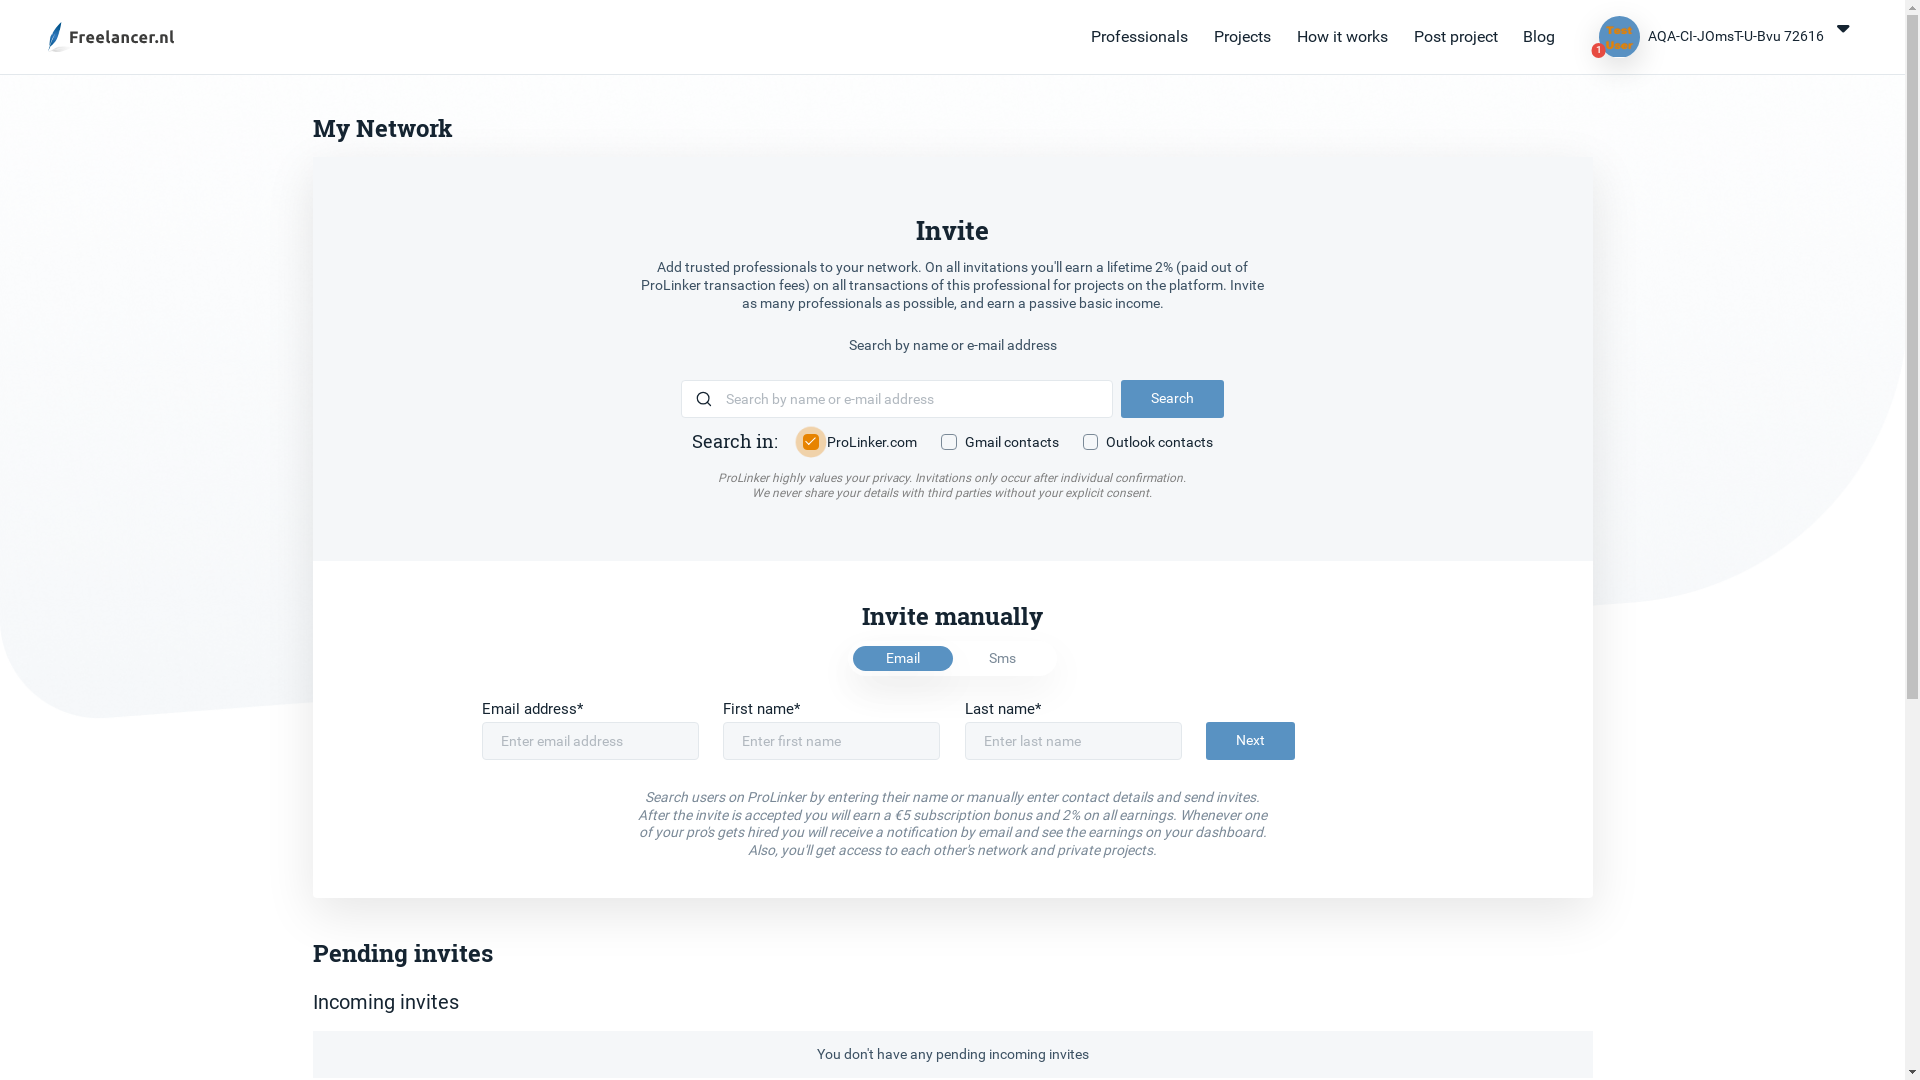 Freelancer.nl
Professionals
Projects
How it works
Post project
Blog
Test
User
1
AQA-CI-JOmsT-U-Bvu 72616
My Network
Invite
Add trusted professionals to your network. On all invitations you'll earn a lifetime 2% (paid out of
ProLinker transaction fees) on all transactions of this professional for projects on the platform. Invite
as many professionals as possible, and earn a passive basic income.
Search by name or e-mail address
Search by name or e-mail address
Search
Search in:
ProLinker.com
Gmail contacts
Outlook contacts
ProLinker highly values your privacy. Invitations only occur after individual confirmation.
We never share your details with third parties without your explicit consent.
Invite manually
Email
Sms
Email address*
First name*
Last name*
Enter email address
Enter first name
Enter last name
Next
Search users on ProLinker by entering their name or manually enter contact details and send invites.
After the invite is accepted you will earn a €5 subscription bonus and 2% on all earnings. Whenever one
of your pro's gets hired you will receive a notification by email and see the earnings on your dashboard.
Also, you'll get access to each other's network and private projects.
Pending invites
Incoming invites
You don't have any pending incoming invites